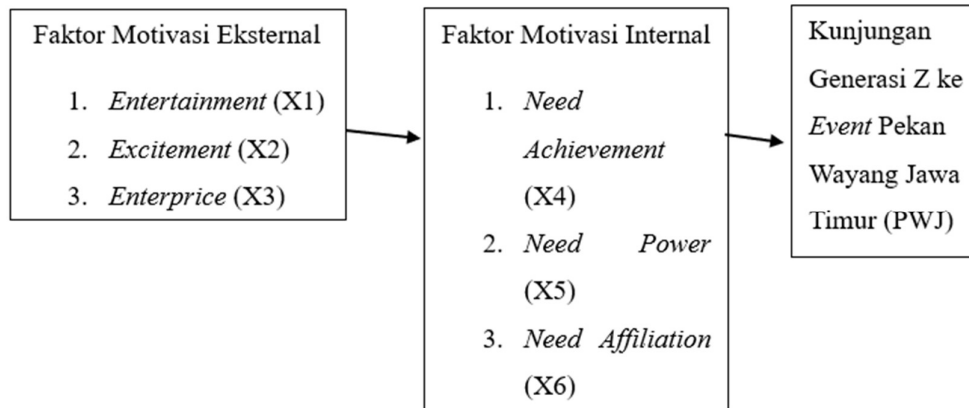 Faktor Motivasi Eksternal
1. Entertainment (X1)
2. Excitement (X2)
3. Enterprice (X3)
Faktor Motivasi Internal
1. Need
Achievement
(X4)
2. Need Power
(X5)
3. Need Affiliation
(X6)
Kunjungan
Generasi Z ke
Event Pekan
Wayang Jawa
Timur (PWJ)